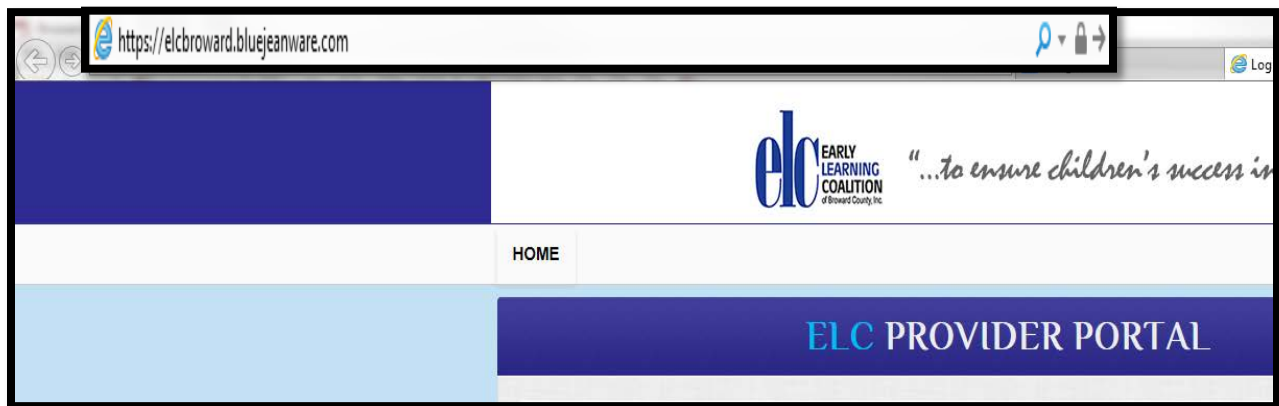 https://elcbroward.bluejeanware.com
Log
elc EARLY
LEARNING
COALITION
of Broward County, Inc.
"...to ensure children's success in
HOME
ELC PROVIDER PORTAL